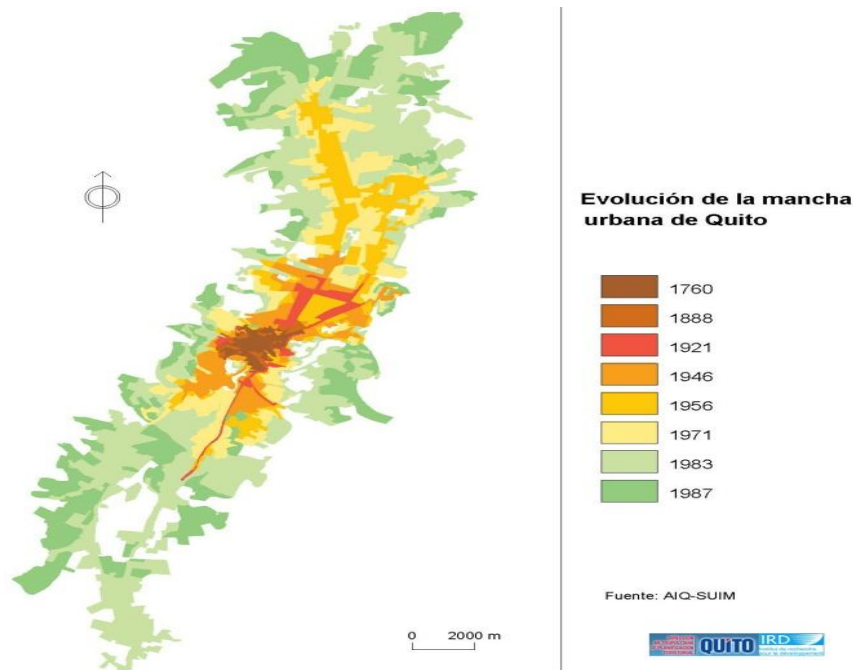 Evolución de la mancha
urbana de Quito
1760
1888
1921
1946
1956
1971
1983
1987
Fuente: AIQ-SUIM
0 2000 m
QUITO
IRD